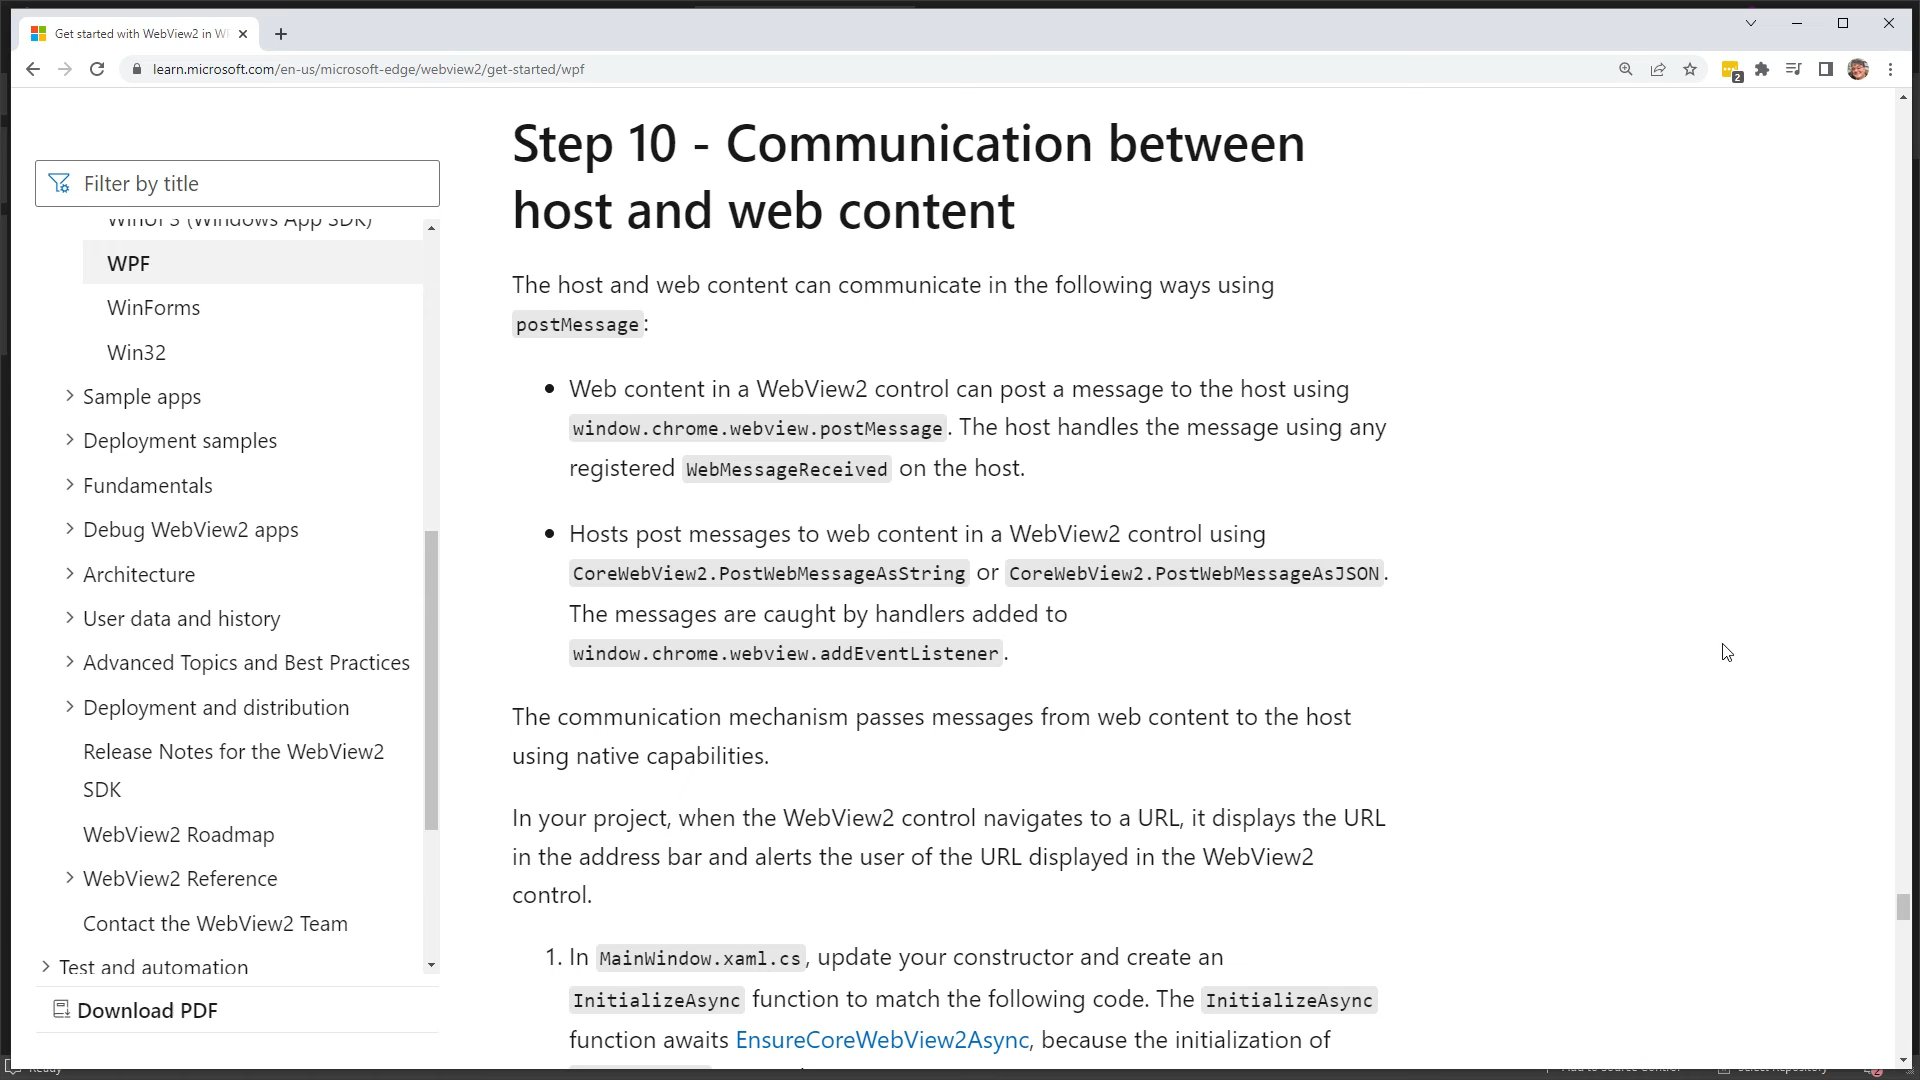 Get started with WebView2 in Wi
learn.microsoft.com/en-us/microsoft-edge/webview2/get-started/wpf
2
Filter by title
WinUI 3 (Windows App SDK)
WPF
WinForms
Win32
Sample apps
Deployment samples
Fundamentals
Debug WebView2 apps
Architecture
User data and history
Advanced Topics and Best Practices
Deployment and distribution
Release Notes for the WebView2
SDK
WebView2 Roadmap
WebView2 Reference
Contact the WebView2 Team
Test and automation
Download PDF
Step 10 - Communication between
host and web content
The host and web content can communicate in the following ways using
postMessage:
• Web content in a WebView2 control can post a message to the host using
window.chrome.webview.postMessage. The host handles the message using any
registered WebMessageReceived on the host.
• Hosts post messages to web content in a WebView2 control using
CoreWebView2.PostWebMessageAsString or CoreWebView2.PostWebMessageAsJSON.
The messages are caught by handlers added to
window.chrome.webview.addEventListener.
The communication mechanism passes messages from web content to the host
using native capabilities.
In your project, when the WebView2 control navigates to a URL, it displays the URL
in the address bar and alerts the user of the URL displayed in the WebView2
control.
1. In MainWindow.xaml.cs, update your constructor and create an
InitializeAsync function to match the following code. The InitializeAsync
function awaits EnsureCoreWebView2Async, because the initialization of